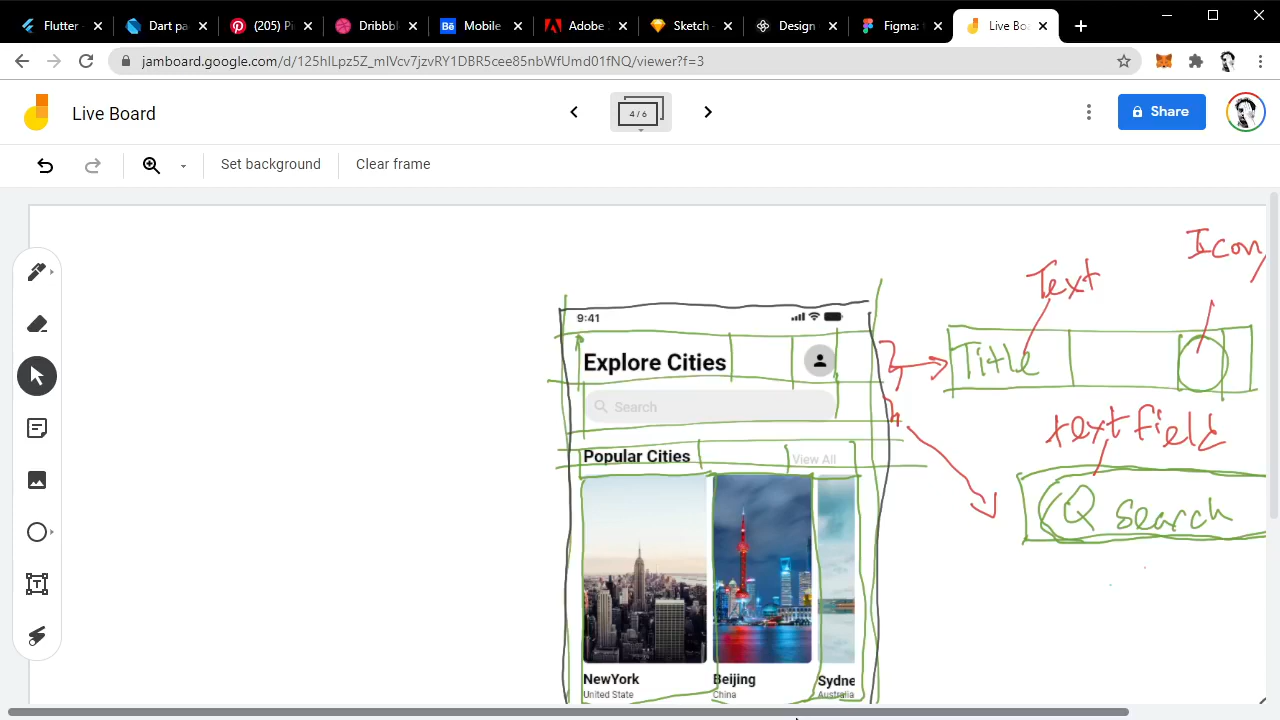 Flutter
Dart pa
(205) Pi
Dribbbl
Bē Mobile
Adobe
Sketch
Design
Figma:
Live Boa
jamboard.google.com/d/
/viewer?f=3
Live Board
4 / 6
Share
Set background
Clear frame
Icon
Text
9:41
Explore Cities
Title
Search
text field
Popular Cities
View All
search
NewYork
Beijing
Sydne
United State
China
Australia